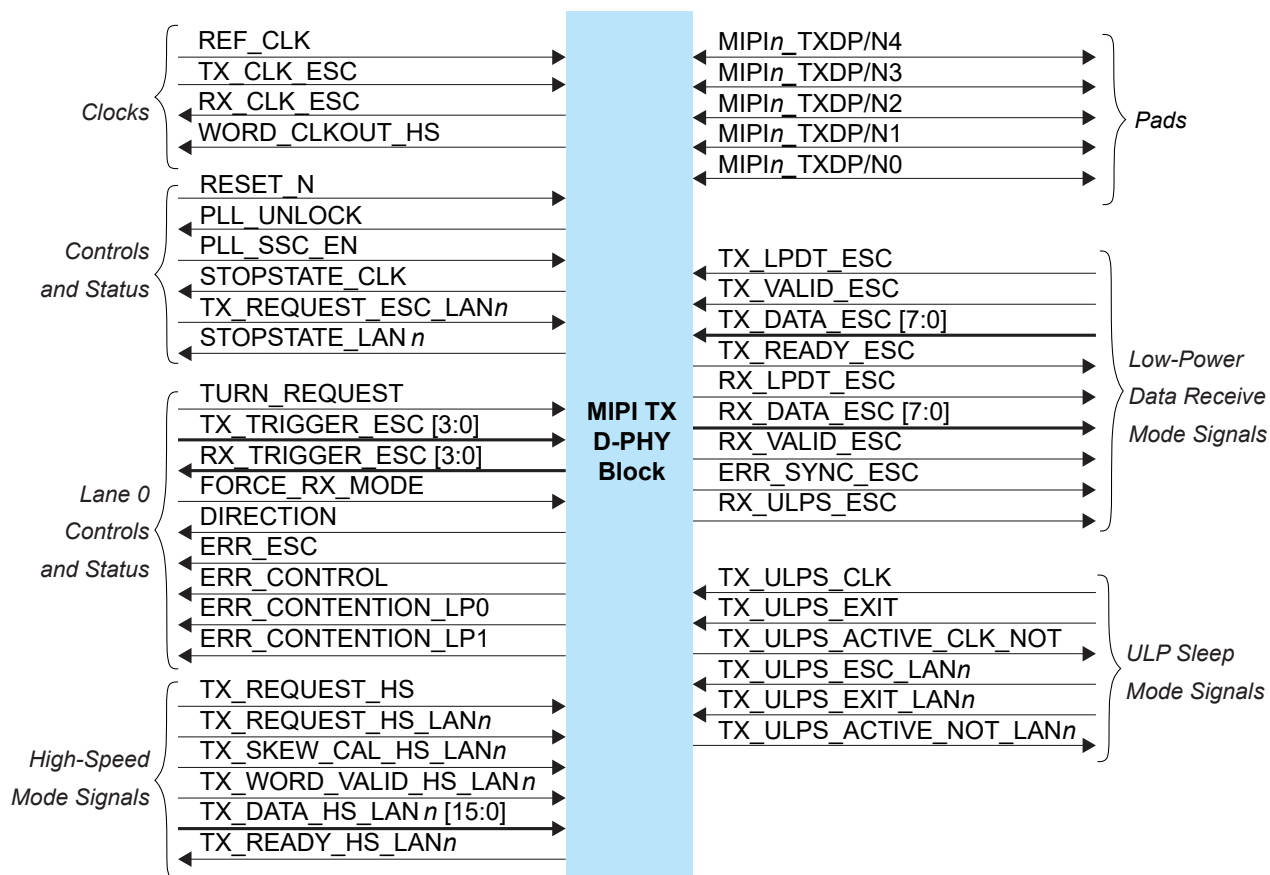 Clocks
REF_CLK
TX_CLK_ESC
RX_CLK_ESC
WORD_CLKOUT_HS
Controls
and Status
RESET_N
PLL_UNLOCK
PLL_SSC_EN
STOPSTATE_CLK
TX_REQUEST_ESC_LANn
STOPSTATE_LAN n
Lane 0
Controls
and Status
TURN_REQUEST
TX_TRIGGER_ESC [3:0]
RX_TRIGGER_ESC [3:0]
FORCE_RX_MODE
DIRECTION
ERR_ESC
ERR_CONTROL
ERR_CONTENTION_LP0
ERR_CONTENTION_LP1
High-Speed
Mode Signals
TX_REQUEST_HS
TX_REQUEST_HS_LANn
TX_SKEW_CAL_HS_LANn
TX_WORD_VALID_HS_LANn
TX_DATA_HS_LAN n [15:0]
TX_READY_HS_LANn
MIPI TX
D-PHY
Block
MIPIn_TXDP/N4
MIPIn_TXDP/N3
MIPIn_TXDP/N2
MIPIn_TXDP/N1
MIPIn_TXDP/N0
Pads
TX_LPDT_ESC
TX_VALID_ESC
TX_DATA_ESC [7:0]
TX_READY_ESC
RX_LPDT_ESC
RX_DATA_ESC [7:0]
RX_VALID_ESC
ERR_SYNC_ESC
RX_ULPS_ESC
Low-Power
Data Receive
Mode Signals
TX_ULPS_CLK
TX_ULPS_EXIT
TX_ULPS_ACTIVE_CLK_NOT
TX_ULPS_ESC_LANn
TX_ULPS_EXIT_LANn
TX_ULPS_ACTIVE_NOT_LANn
ULP Sleep
Mode Signals